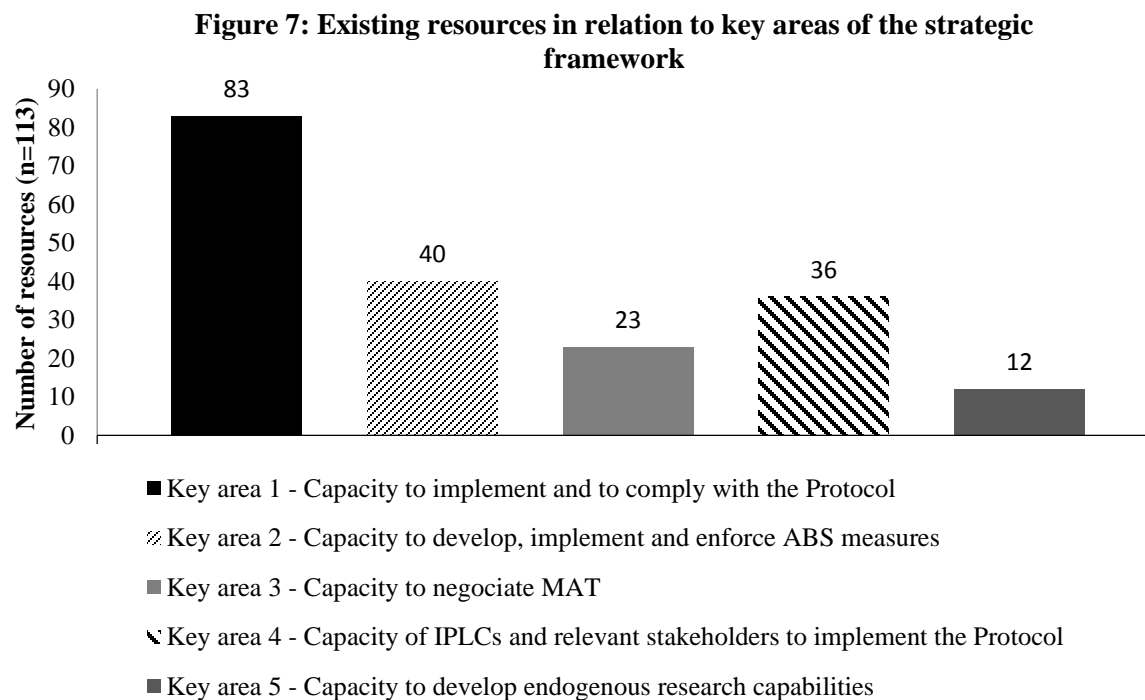 Figure 7: Existing resources in relation to key areas of the strategic
framework
Number of resources (n=113)
90
80
70
60
50
40
30
20
10
0
83
40
23
36
12
Key area 1 - Capacity to implement and to comply with the Protocol
Key area 2 - Capacity to develop, implement and enforce ABS measures
Key area 3 - Capacity to negociate MAT
Key area 4 - Capacity of IPLCs and relevant stakeholders to implement the Protocol
Key area 5 - Capacity to develop endogenous research capabilities